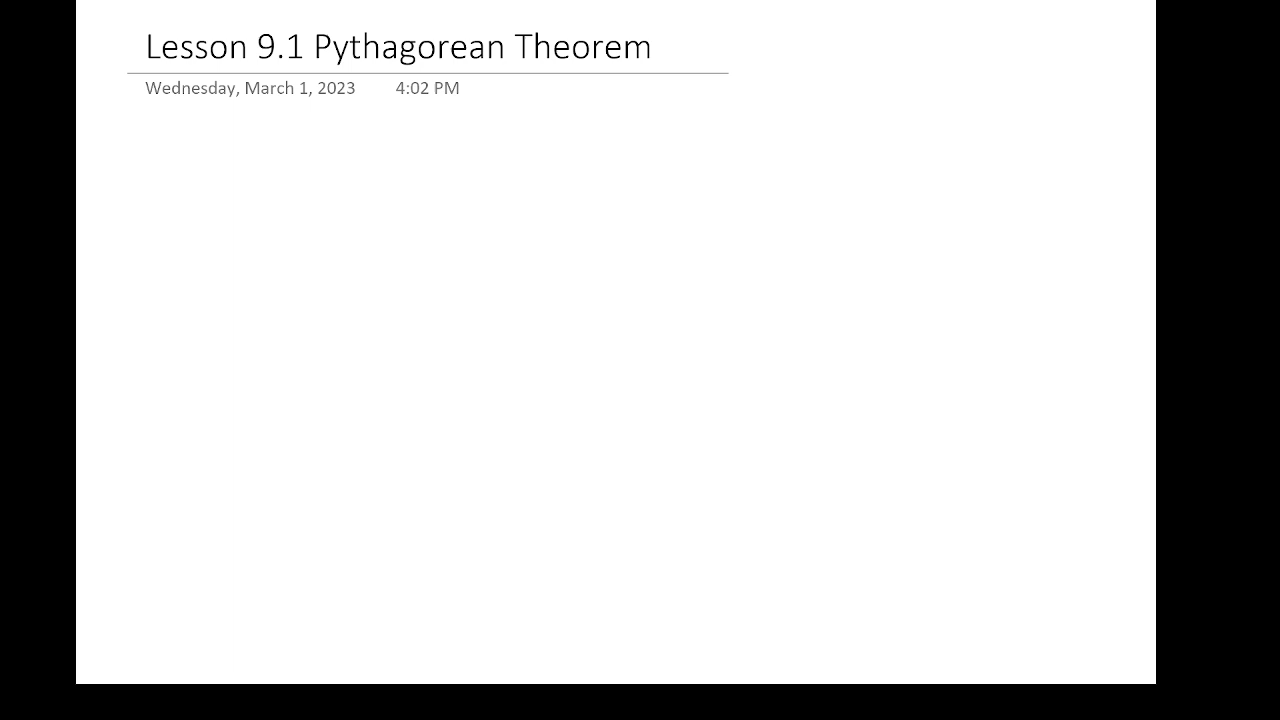 Lesson 9.1 Pythagorean Theorem
Wednesday, March 1, 2023 4:02 PM